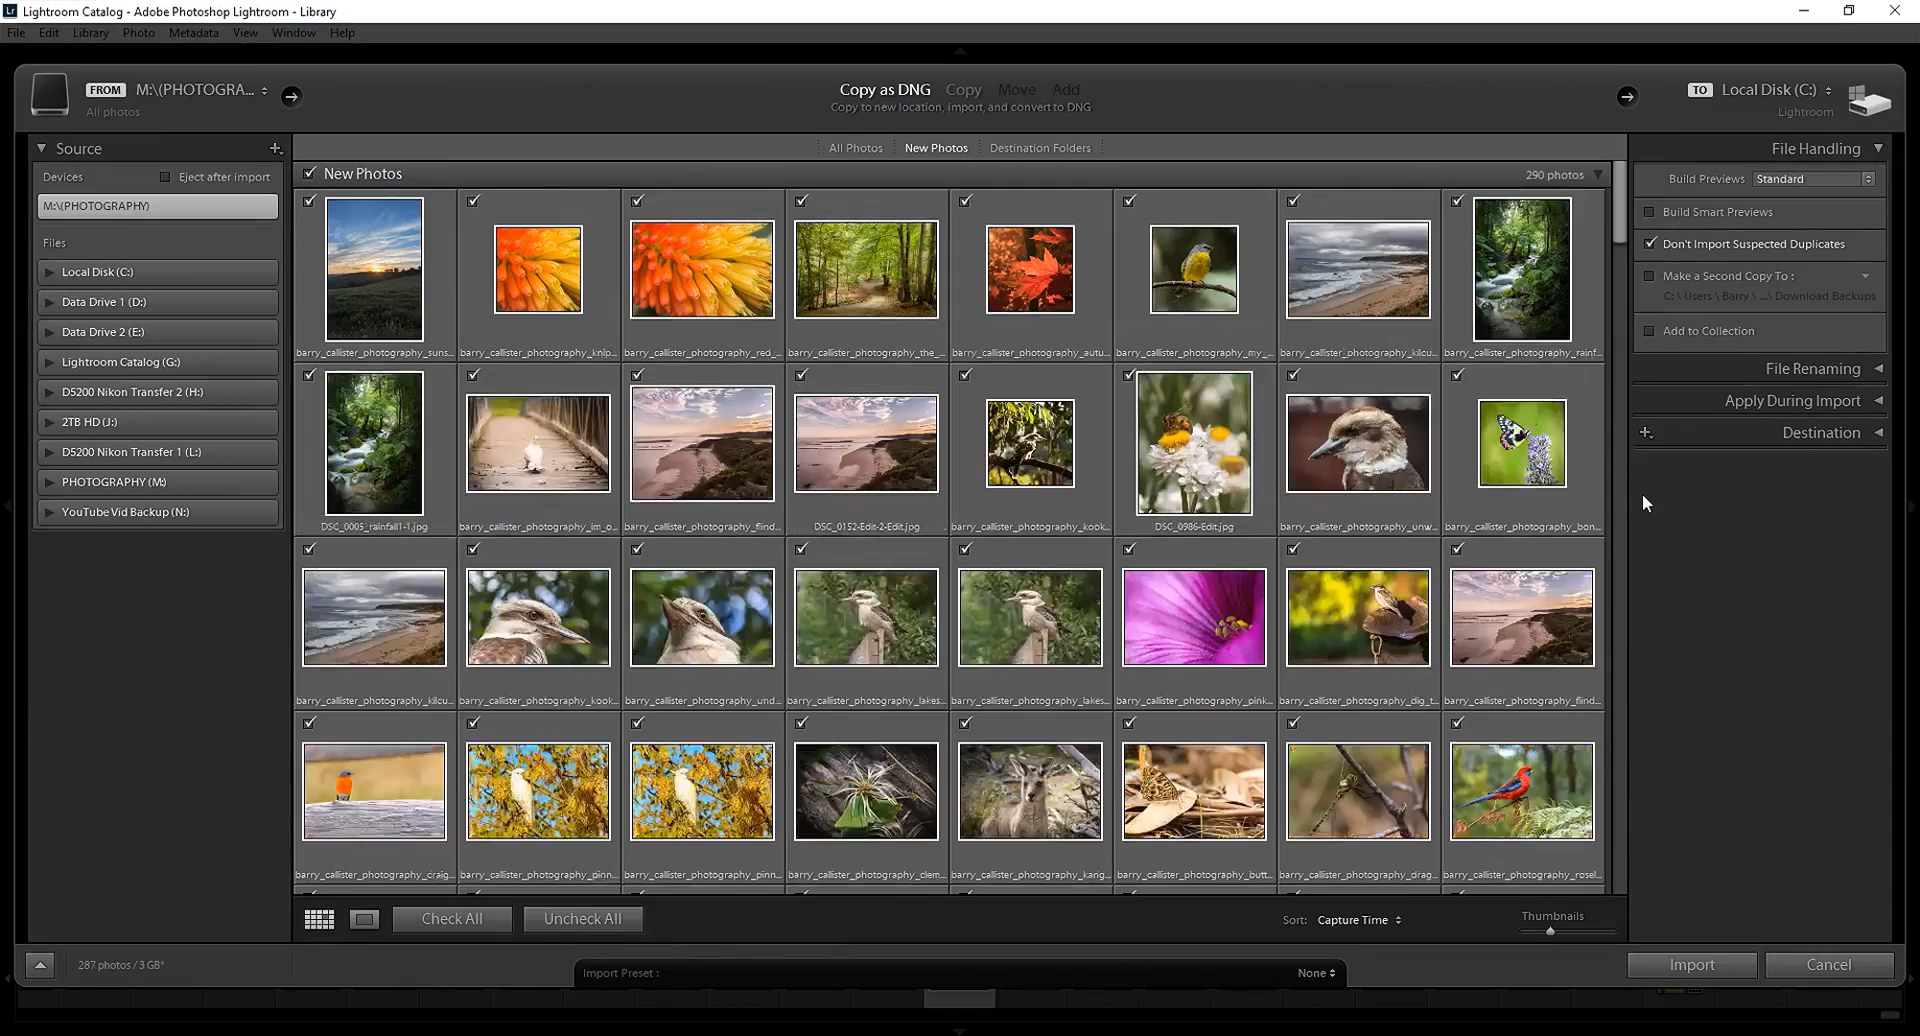 Lightroom Catalog - Adobe Photoshop Lightroom - Library
File Edit Library Photo Metadata View Window Help
FROM M:\(PHOTOGRA...
All photos
Copy as DNG Copy Move Add
Copy to new location, import, and convert to DNG
TO Local Disk (C:)
Lightroom
Source
Devices Eject after import
M:\(PHOTOGRAPHY)
Files
Local Disk (C:)
Data Drive 1 (D:)
Data Drive 2 (E:)
Lightroom Catalog (G:)
D5200 Nikon Transfer 2 (H:)
2TB HD (J:)
D5200 Nikon Transfer 1 (L:)
PHOTOGRAPHY (M:)
YouTube Vid Backup (N:)
All Photos New Photos Destination Folders
New Photos 290 photos
barry_callister_photography_suns... barry_callister_photography_knip... barry_callister_photography_red_... barry_callister_photography_the_... barry_callister_photography_autu... barry_callister_photography_my_... barry_callister_photography_kilcu... barry_callister_photography_rainf...
DSC_0005_rainfall1-1.jpg barry_callister_photography_im_o... barry_callister_photography_flind... DSC_0152-Edit-2-Edit.jpg barry_callister_photography_kook... DSC_0986-Edit.jpg barry_callister_photography_unw... barry_callister_photography_bon...
barry_callister_photography_kilcu... barry_callister_photography_kook... barry_callister_photography_und... barry_callister_photography_lakes... barry_callister_photography_lakes... barry_callister_photography_pink... barry_callister_photography_dig_t... barry_callister_photography_flind...
barry_callister_photography_craig... barry_callister_photography_pinn... barry_callister_photography_pinn... barry_callister_photography_clem... barry_callister_photography_kang... barry_callister_photography_butt... barry_callister_photography_drag... barry_callister_photography_rosel...
Check All Uncheck All Sort: Capture Time Thumbnails
File Handling
Build Previews Standard
Build Smart Previews
Don't Import Suspected Duplicates
Make a Second Copy To :
C: \ Users \ Barry \ ...\ Download Backups
Add to Collection
File Renaming
Apply During Import
Destination
287 photos / 3 GB*
Import Preset : None
Import Cancel